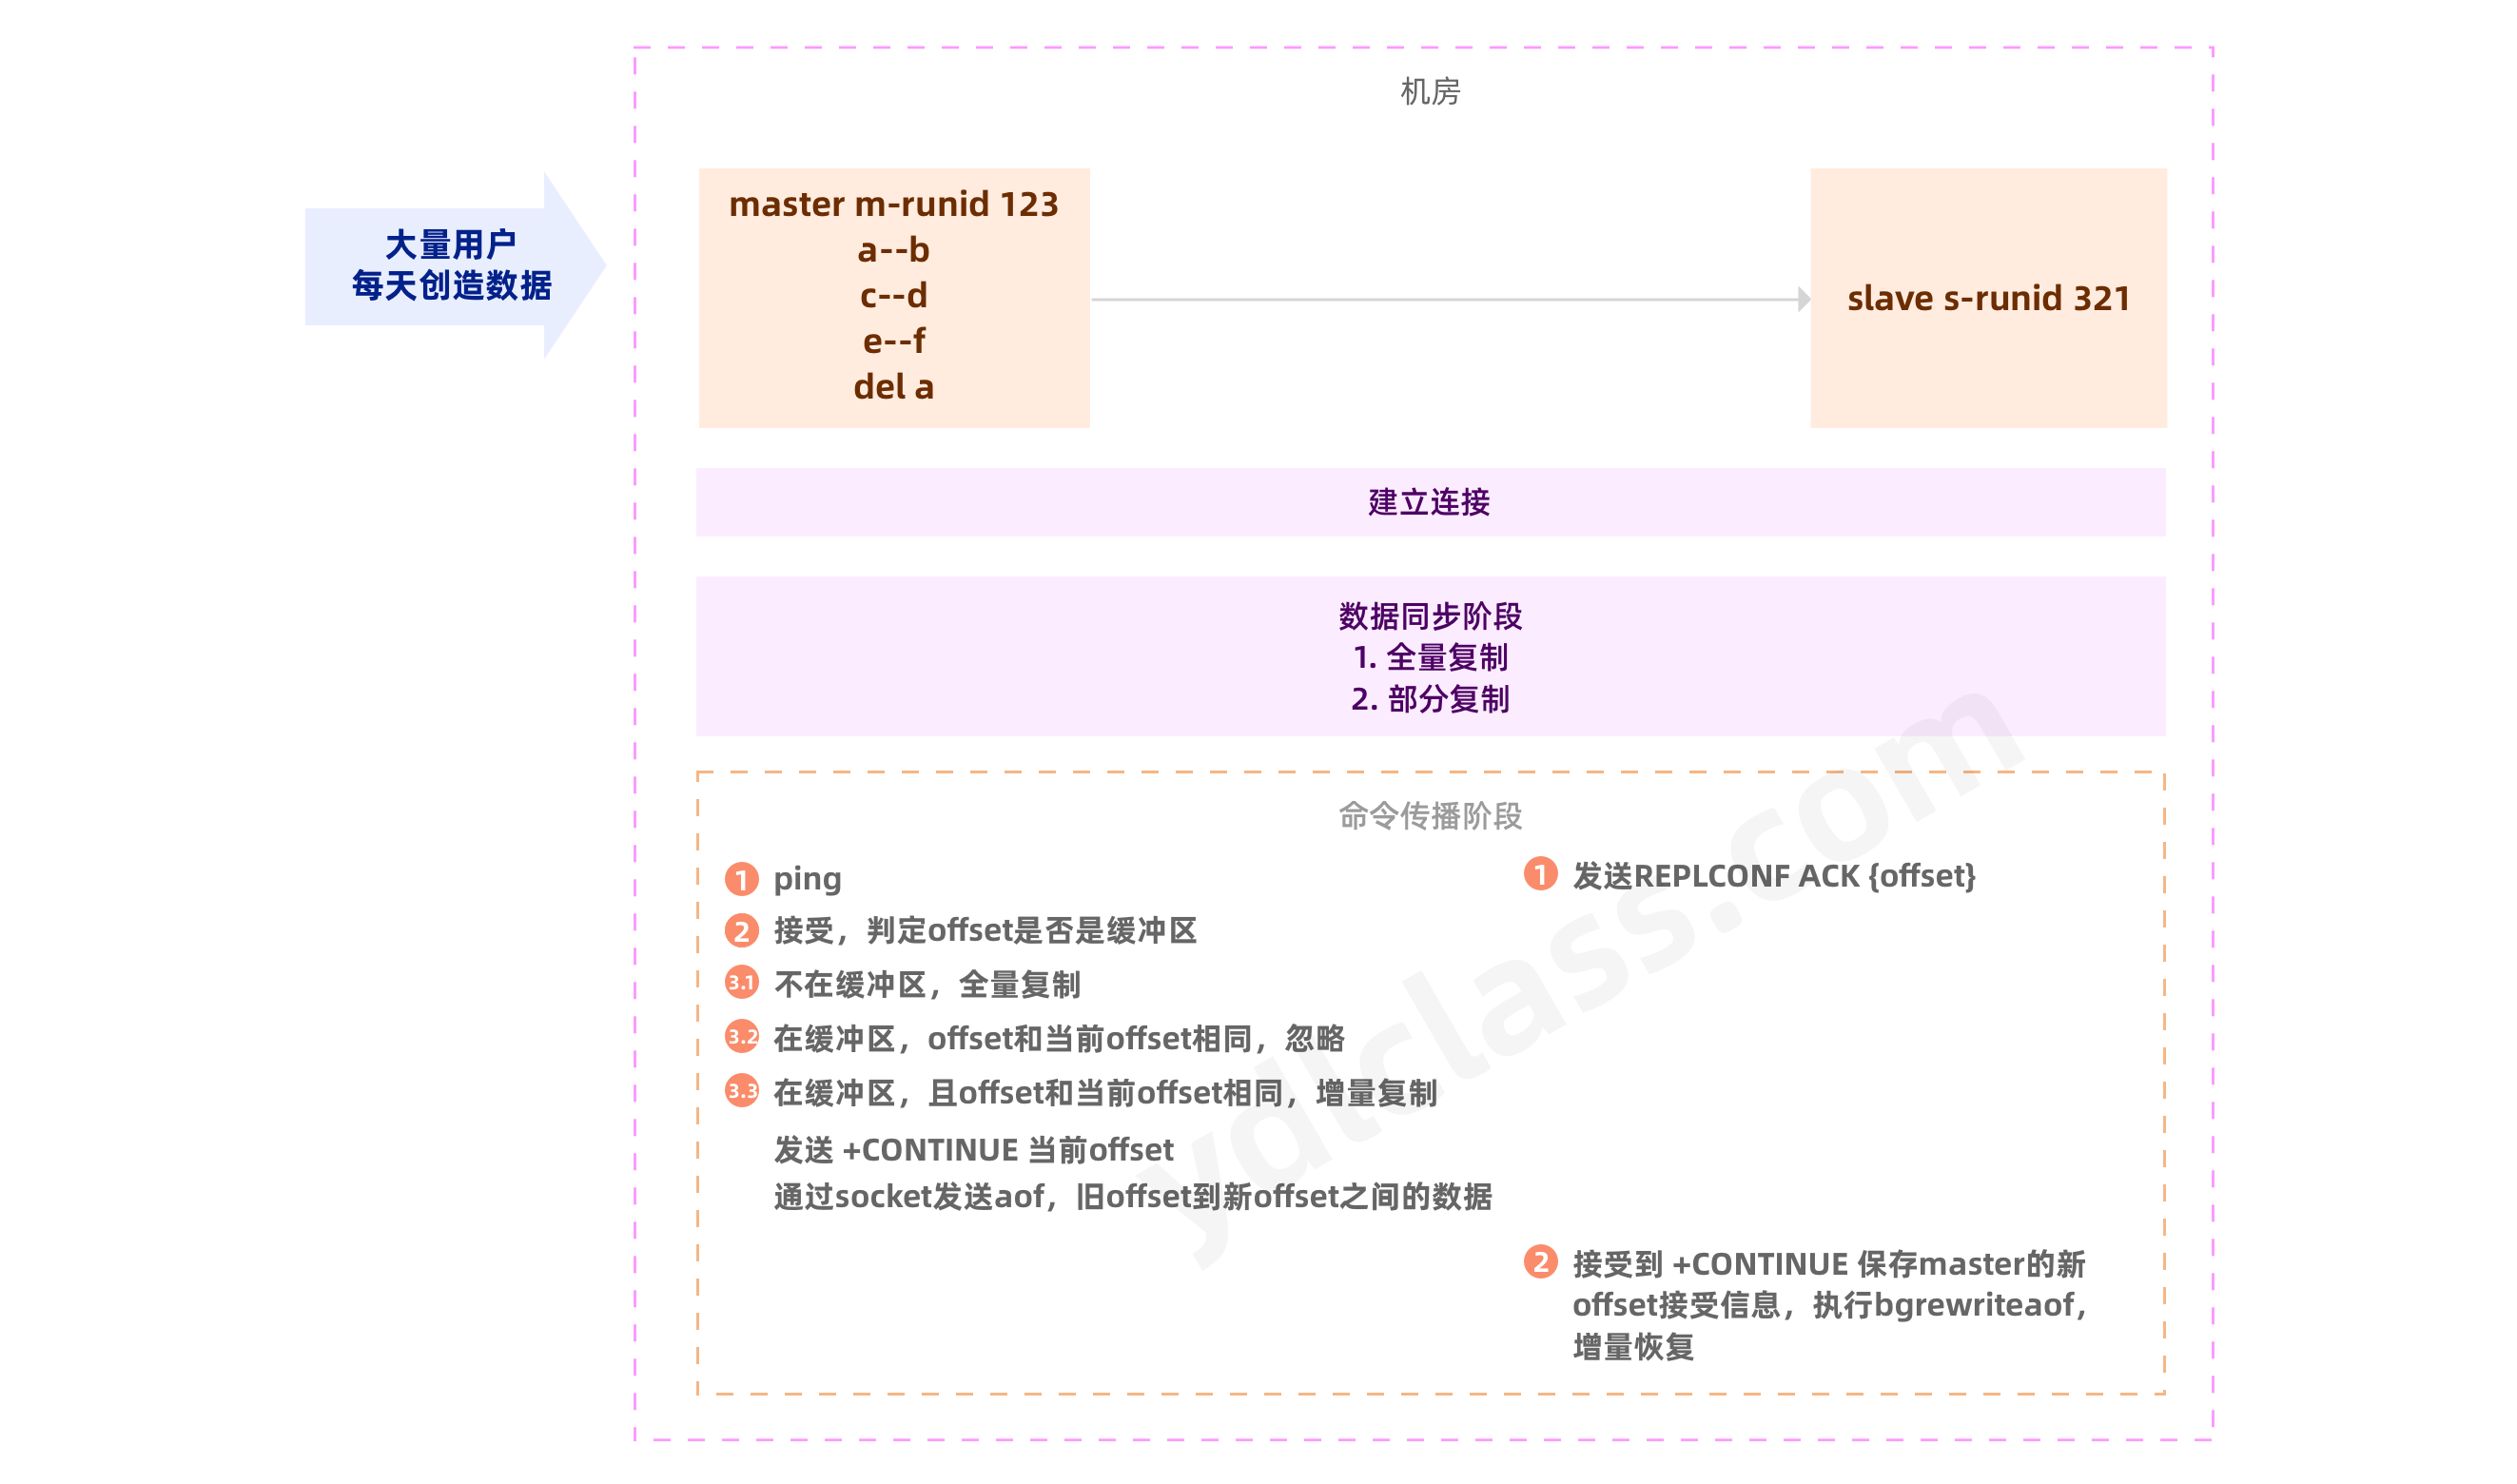 机房
大量用户
每天创造数据
master m-runid 123
a--b
c--d
e--f
del a
slave s-runid 321
建立连接
数据同步阶段
1. 全量复制
2. 部分复制
命令传播阶段
1 ping
2 接受，判定offset是否是缓冲区
3.1 不在缓冲区，全量复制
3.2 在缓冲区，offset和当前offset相同，忽略
3.3 在缓冲区，且offset和当前offset相同，增量复制
发送 +CONTINUE 当前offset
通过socket发送aof，旧offset到新offset之间的数据
1 发送REPLCONF ACK {offset}
2 接受到 +CONTINUE 保存master的新
offset接受信息，执行bgrewriteaof，
增量恢复
ydlclass.com